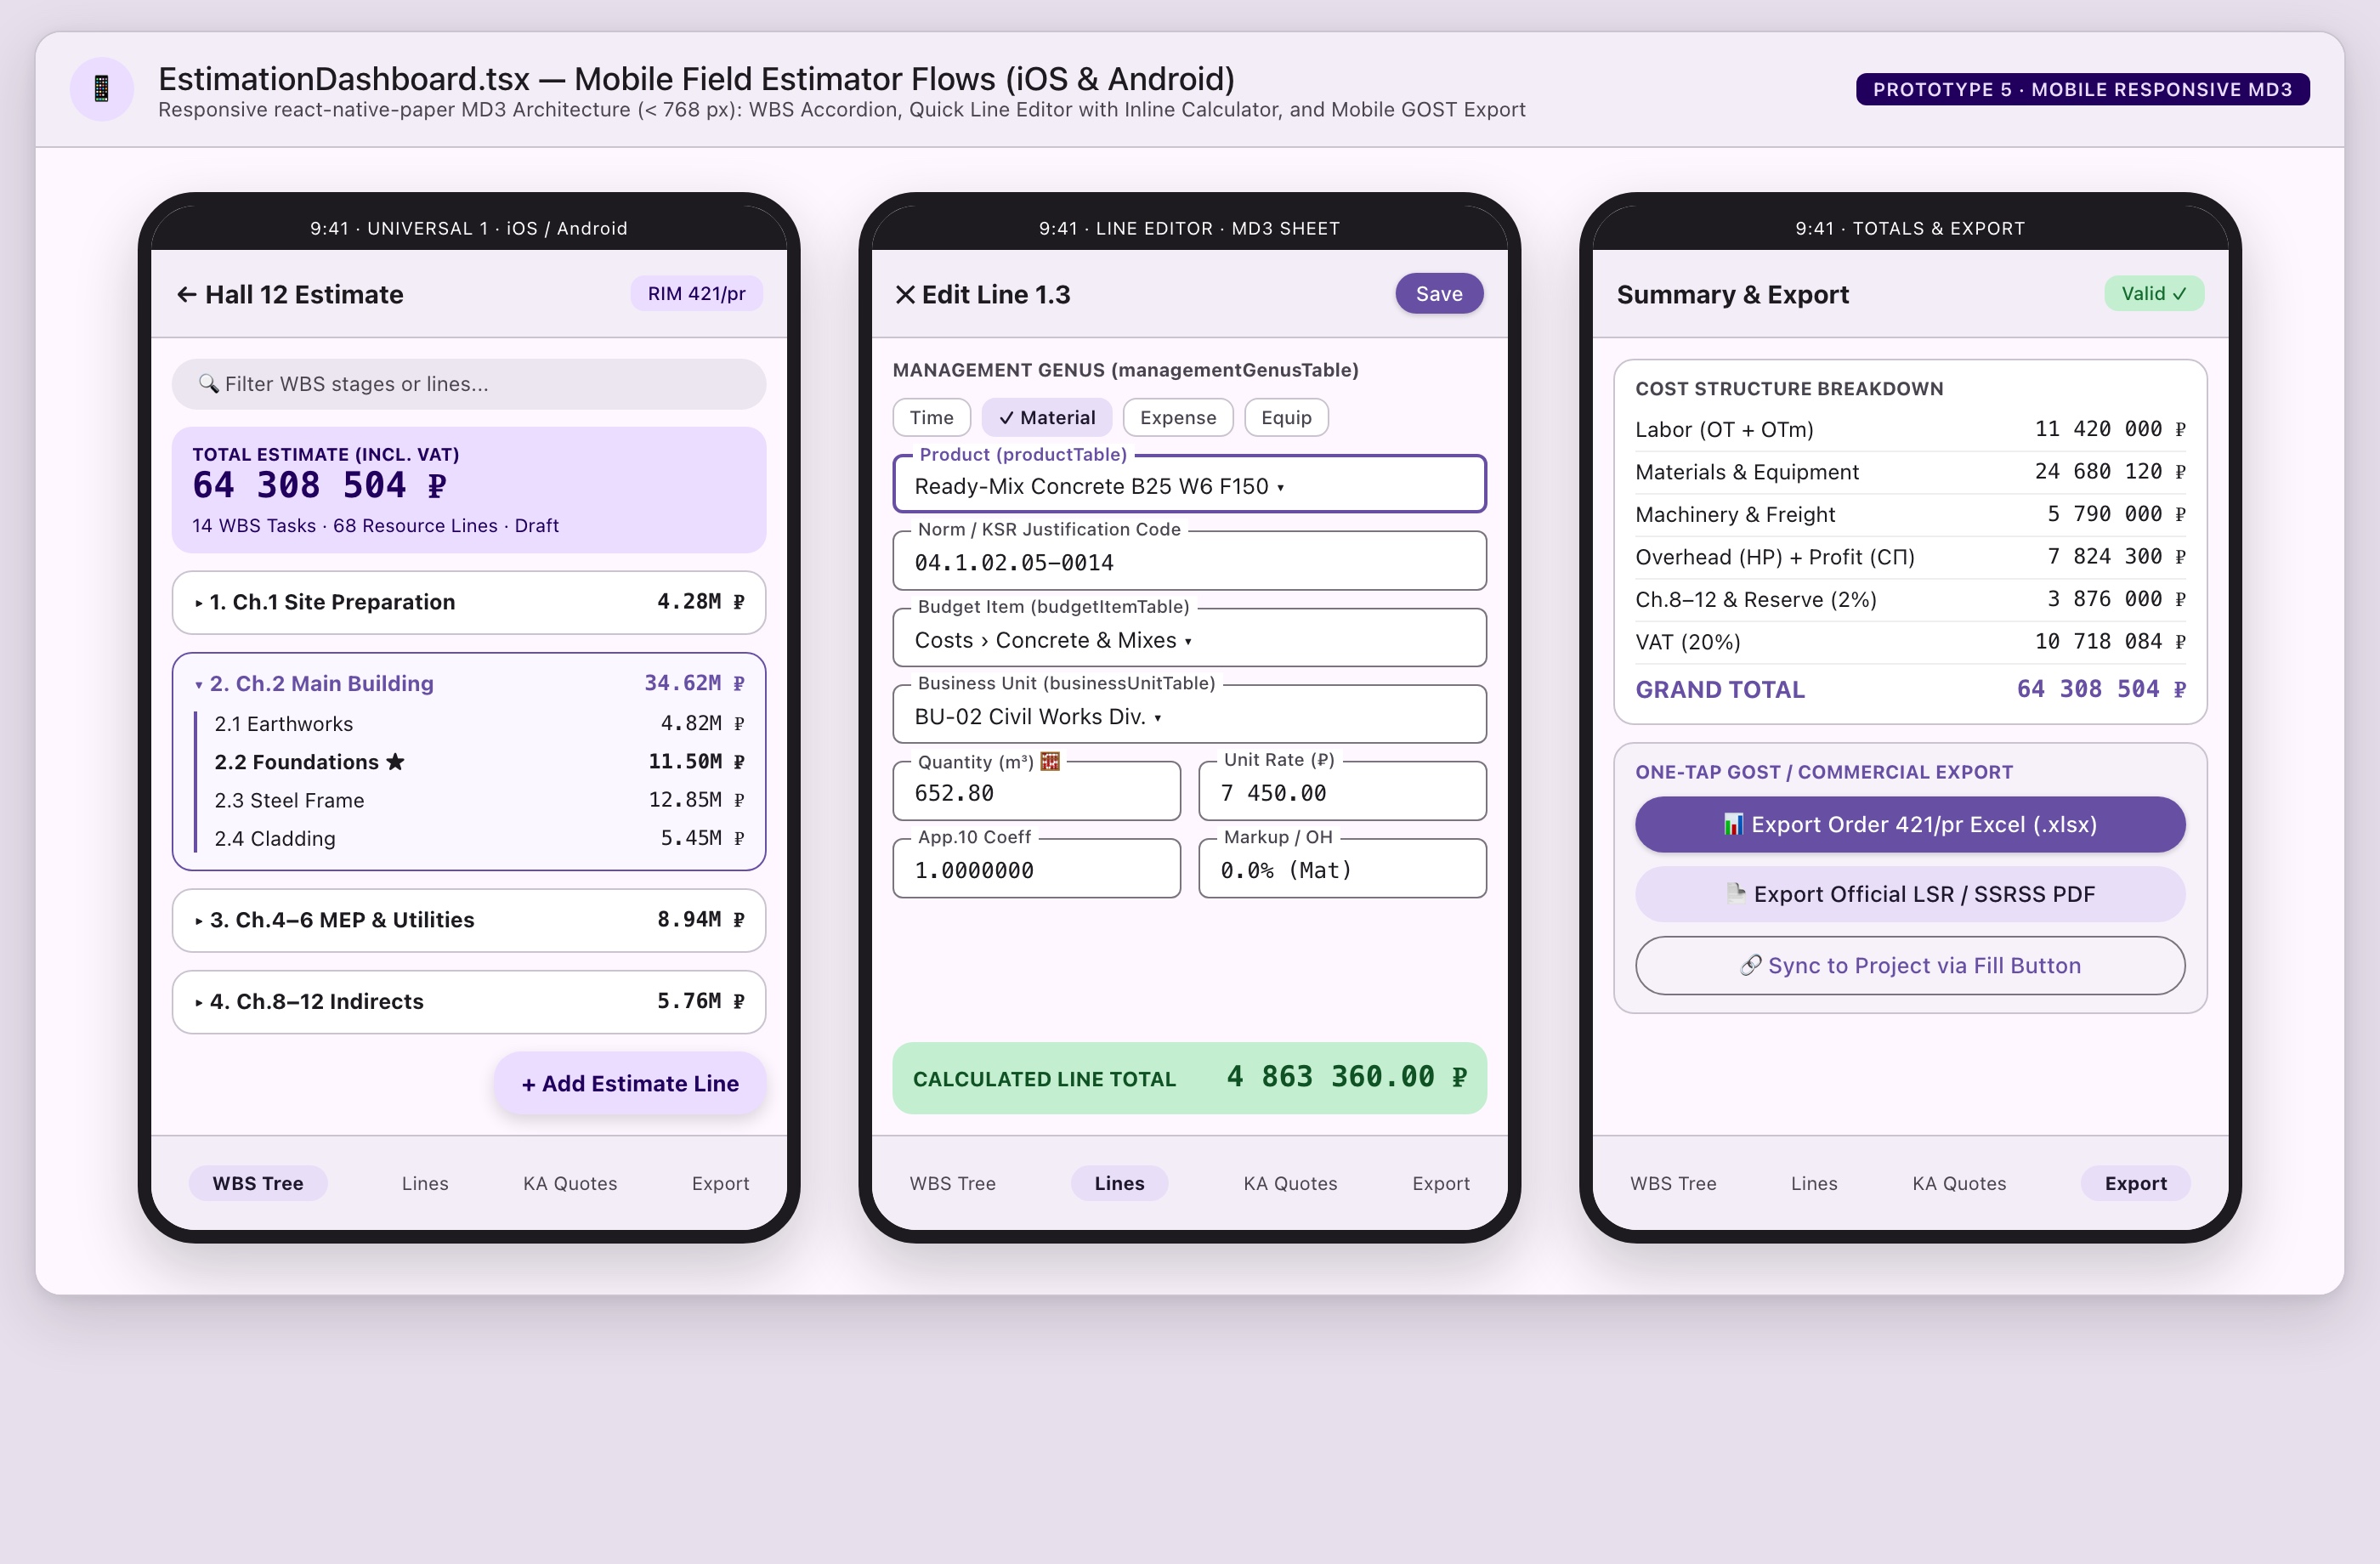 EstimationDashboard.tsx — Mobile Field Estimator Flows (iOS & Android)
Responsive react-native-paper MD3 Architecture (< 768 px): WBS Accordion, Quick Line Editor with Inline Calculator, and Mobile GOST Export
PROTOTYPE 5 · MOBILE RESPONSIVE MD3
9:41 · UNIVERSAL 1 · iOS / Android
← Hall 12 Estimate
RIM 421/pr
🔍 Filter WBS stages or lines...
TOTAL ESTIMATE (INCL. VAT)
64 308 504 ₽
14 WBS Tasks · 68 Resource Lines · Draft
▸ 1. Ch.1 Site Preparation 4.28M ₽
▾ 2. Ch.2 Main Building 34.62M ₽
2.1 Earthworks 4.82M ₽
2.2 Foundations ★ 11.50M ₽
2.3 Steel Frame 12.85M ₽
2.4 Cladding 5.45M ₽
▸ 3. Ch.4–6 MEP & Utilities 8.94M ₽
▸ 4. Ch.8–12 Indirects 5.76M ₽
+ Add Estimate Line
WBS Tree Lines KA Quotes Export
9:41 · LINE EDITOR · MD3 SHEET
✕ Edit Line 1.3
Save
MANAGEMENT GENUS (managementGenusTable)
Time ✓ Material Expense Equip
Product (productTable)
Ready-Mix Concrete B25 W6 F150 ▾
Norm / KSR Justification Code
04.1.02.05–0014
Budget Item (budgetItemTable)
Costs › Concrete & Mixes ▾
Business Unit (businessUnitTable)
BU-02 Civil Works Div. ▾
Quantity (m³) 🧮
652.80
Unit Rate (₽)
7 450.00
App.10 Coeff
1.0000000
Markup / OH
0.0% (Mat)
CALCULATED LINE TOTAL 4 863 360.00 ₽
WBS Tree Lines KA Quotes Export
9:41 · TOTALS & EXPORT
Summary & Export
Valid ✓
COST STRUCTURE BREAKDOWN
Labor (OT + OTm) 11 420 000 ₽
Materials & Equipment 24 680 120 ₽
Machinery & Freight 5 790 000 ₽
Overhead (НР) + Profit (СП) 7 824 300 ₽
Ch.8–12 & Reserve (2%) 3 876 000 ₽
VAT (20%) 10 718 084 ₽
GRAND TOTAL 64 308 504 ₽
ONE-TAP GOST / COMMERCIAL EXPORT
📊 Export Order 421/pr Excel (.xlsx)
Export Official LSR / SSRSS PDF
🔗 Sync to Project via Fill Button
WBS Tree Lines KA Quotes Export